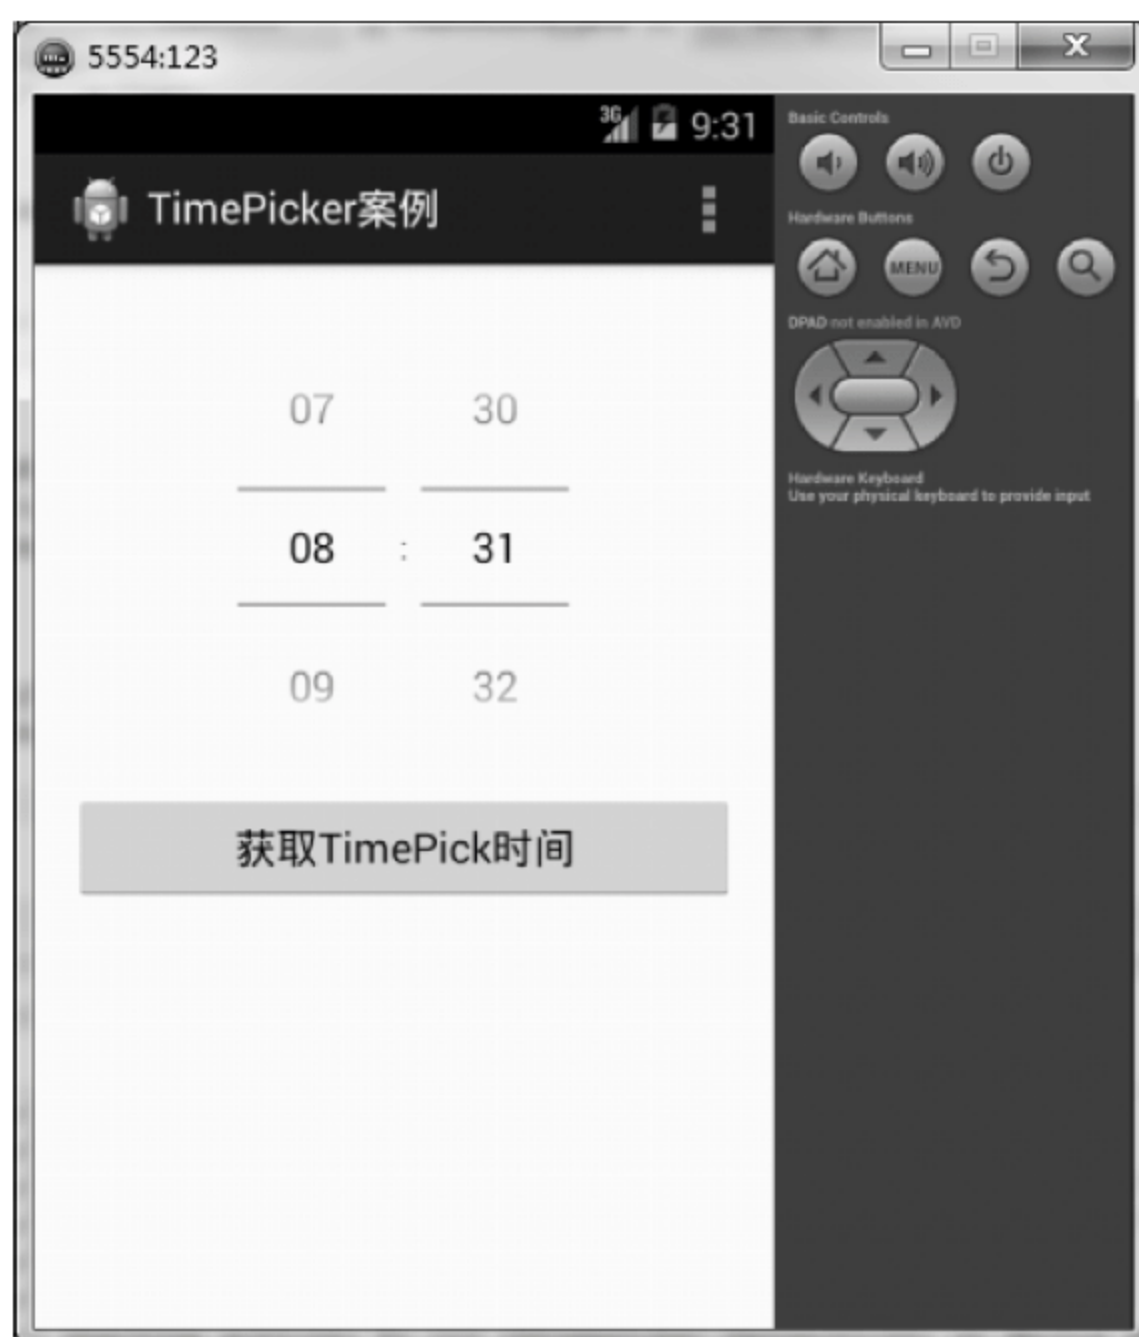 5554:123
3G 9:31
TimePicker案例
07 30
08 : 31
09 32
获取TimePick时间
Basic Controls
Hardware Buttons
MENU
DPAD not enabled in AVD
Hardware Keyboard
Use your physical keyboard to provide input